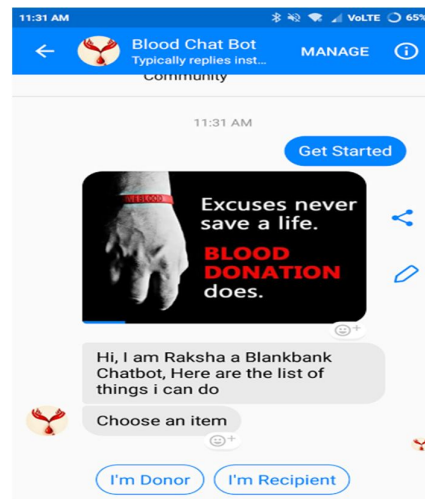 11:31 AM
VoLTE
65%
Blood Chat Bot
MANAGE
Typically replies inst...
Community
11:31 AM
Get Started
Excuses never
save a life.
BLOOD
DONATION
does.
Hi, I am Raksha a Blankbank
Chatbot, Here are the list of
things i can do
Choose an item
I'm Donor
I'm Recipient